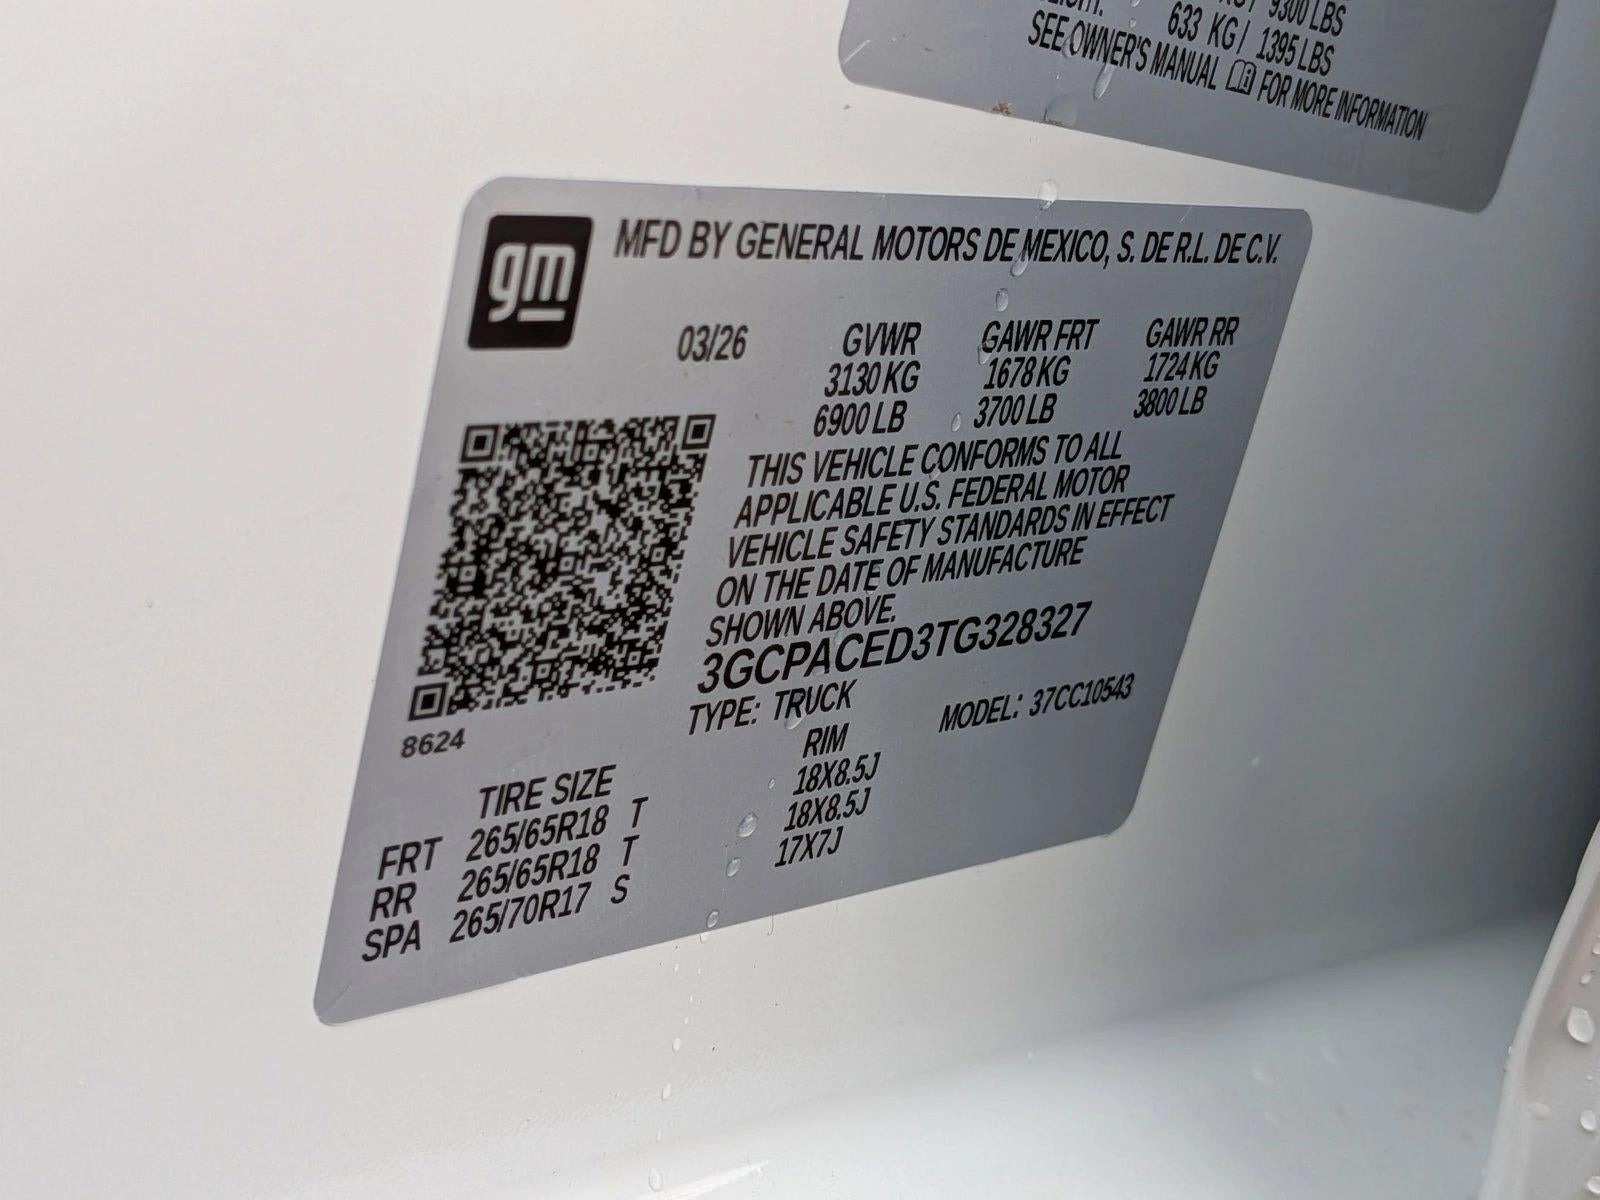 9300 LBS
633 KG / 1395 LBS
SEE OWNER'S MANUAL FOR MORE INFORMATION
gm
MFD BY GENERAL MOTORS DE MEXICO, S. DE R.L. DE C.V.
03/26 GVWR GAWR FRT GAWR RR
3130 KG 1678 KG 1724 KG
6900 LB 3700 LB 3800 LB
THIS VEHICLE CONFORMS TO ALL
APPLICABLE U.S. FEDERAL MOTOR
VEHICLE SAFETY STANDARDS IN EFFECT
ON THE DATE OF MANUFACTURE
SHOWN ABOVE.
3GCPACED3TG328327
TYPE: TRUCK MODEL: 37CC10543
8624
TIRE SIZE RIM
FRT 265/65R18 T 18X8.5J
RR 265/65R18 T 18X8.5J
SPA 265/70R17 S 17X7J